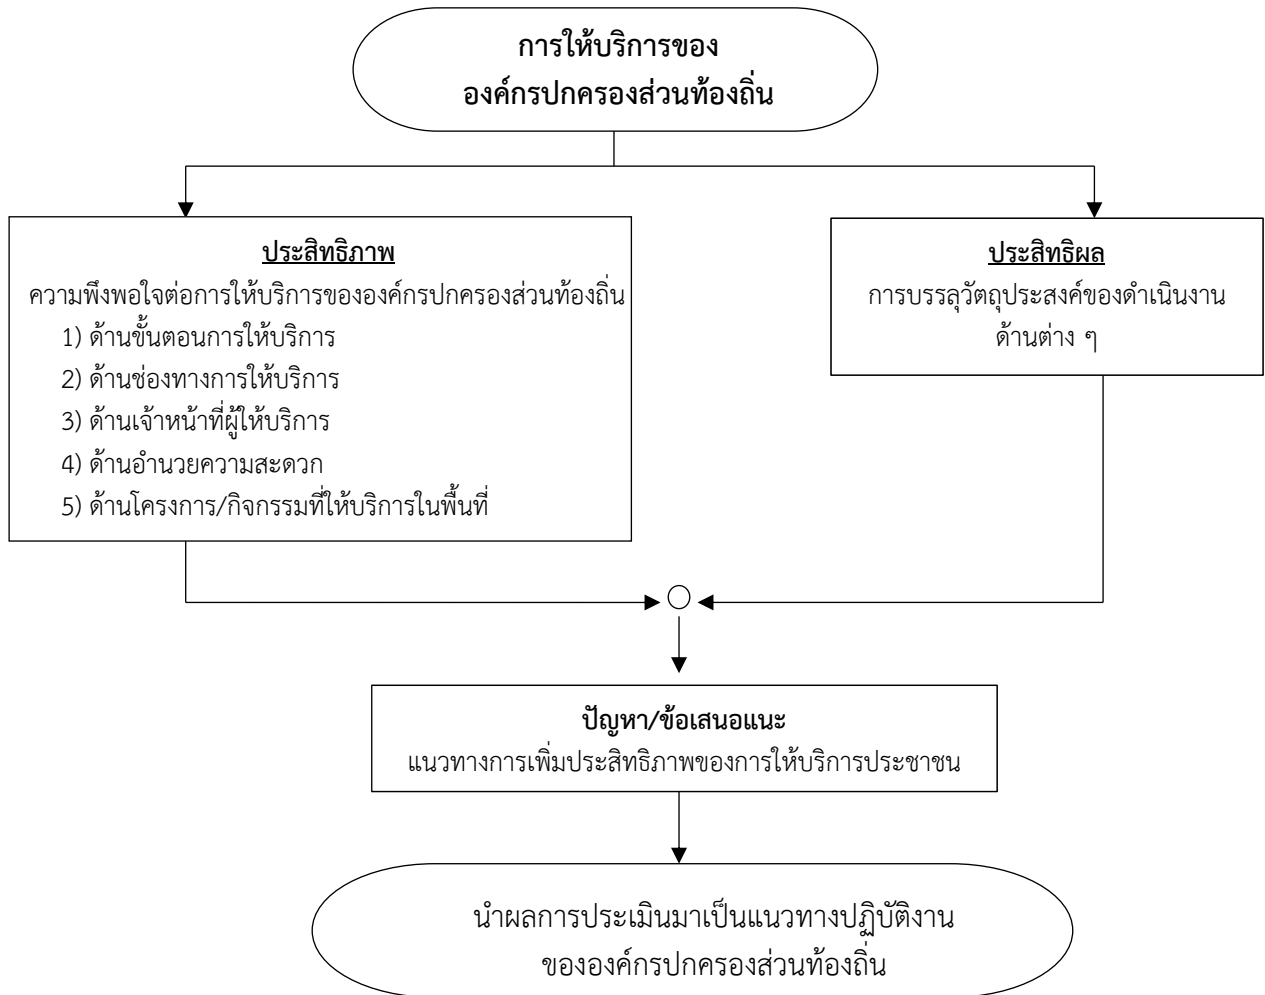 การให้บริการของ
องค์กรปกครองส่วนท้องถิ่น
ประสิทธิภาพ
ความพึงพอใจต่อการให้บริการขององค์กรปกครองส่วนท้องถิ่น
1) ด้านขั้นตอนการให้บริการ
2) ด้านช่องทางการให้บริการ
3) ด้านเจ้าหน้าที่ผู้ให้บริการ
4) ด้านอำนวยความสะดวก
5) ด้านโครงการ/กิจกรรมที่ให้บริการในพื้นที่
ประสิทธิผล
การบรรลุวัตถุประสงค์ของดำเนินงาน
ด้านต่าง ๆ
ปัญหา/ข้อเสนอแนะ
แนวทางการเพิ่มประสิทธิภาพของการให้บริการประชาชน
นำผลการประเมินมาเป็นแนวทางปฏิบัติงาน
ขององค์กรปกครองส่วนท้องถิ่น